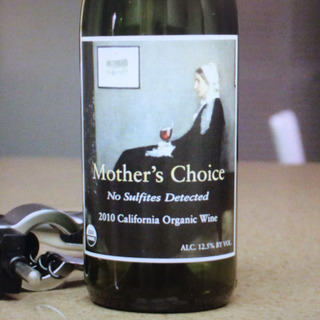 Mother's Choice
No Sulfites Detected
2010 California Organic Wine
ALC. 12.5% BY VOL.